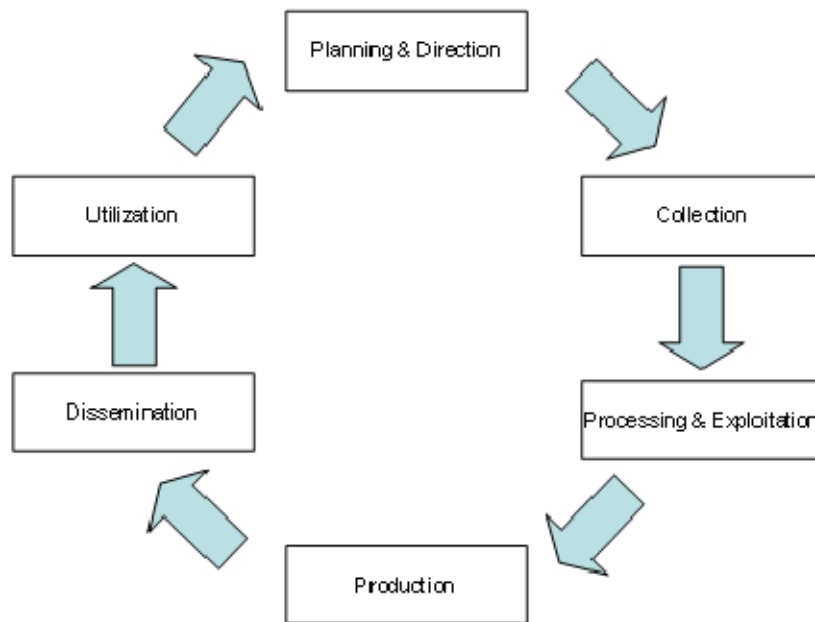 Planning & Direction
Collection
Processing & Exploitation
Production
Dissemination
Utilization